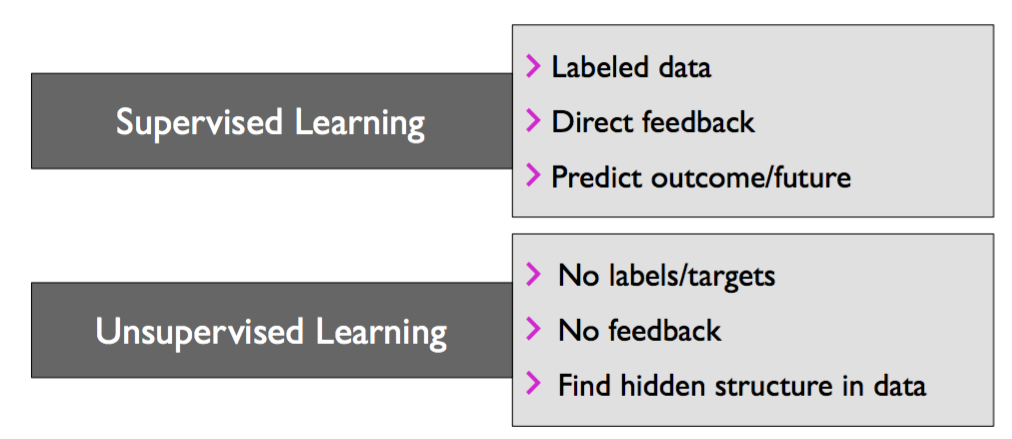 Supervised Learning
Labeled data
Direct feedback
Predict outcome/future
Unsupervised Learning
No labels/targets
No feedback
Find hidden structure in data